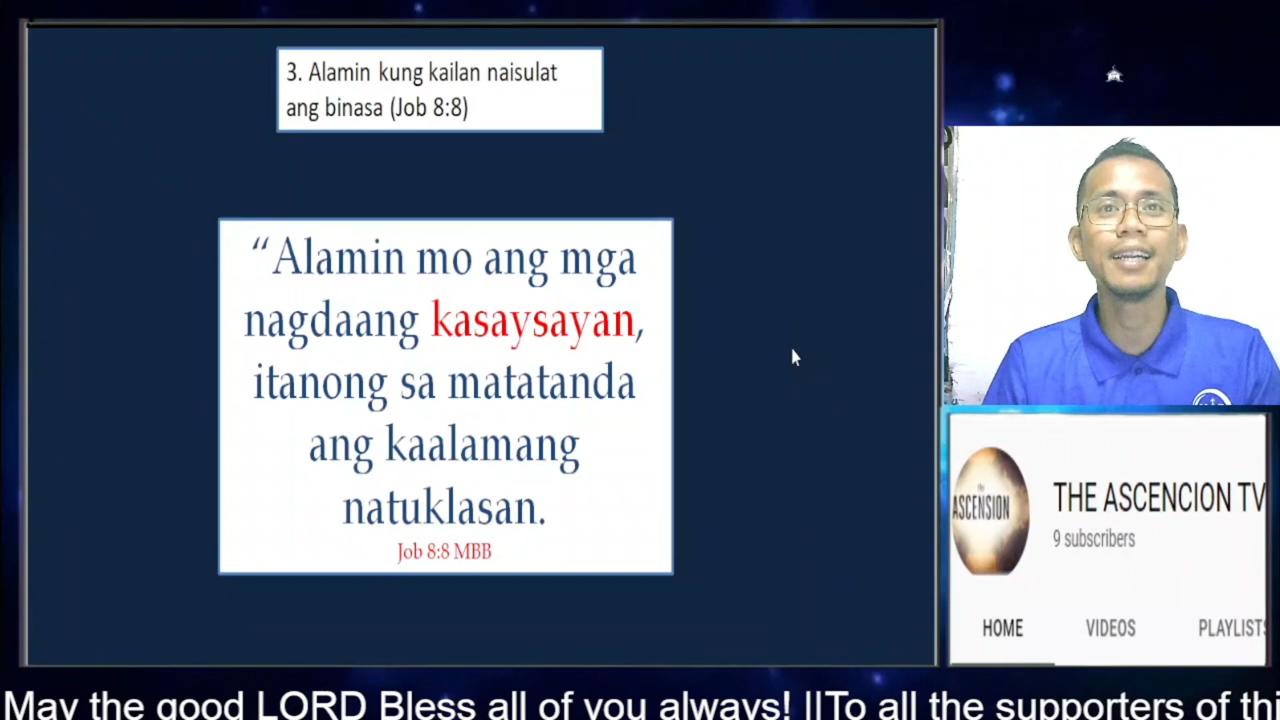 3. Alamin kung kailan naisulat
ang binasa (Job 8:8)
“Alamin mo ang mga
nagdaang kasaysayan,
itanong sa matatanda
ang kaalamang
natuklasan.
Job 8:8 MBB
the
ASCENSION
THE ASCENCION TV
9 subscribers
HOME VIDEOS PLAYLISTS
May the good LORD Bless all of you always! ||To all the supporters of thi